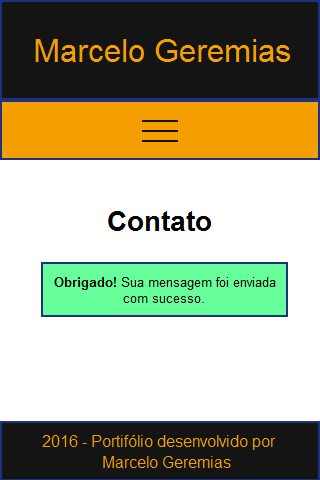 Marcelo Geremias
Contato
Obrigado! Sua mensagem foi enviada
com sucesso.
2016 - Portifólio desenvolvido por
Marcelo Geremias